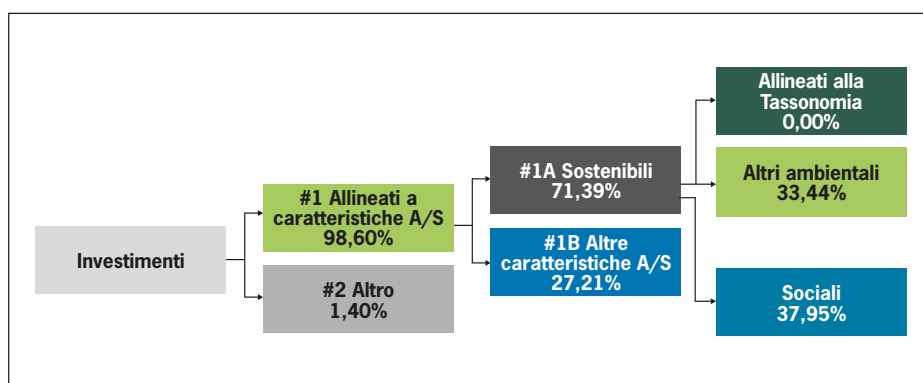 Investimenti
#1 Allineati a
caratteristiche A/S
98,60%
#2 Altro
1,40%
#1A Sostenibili
71,39%
#1B Altre
caratteristiche A/S
27,21%
Allineati alla
Tassonomia
0,00%
Altri ambientali
33,44%
Sociali
37,95%